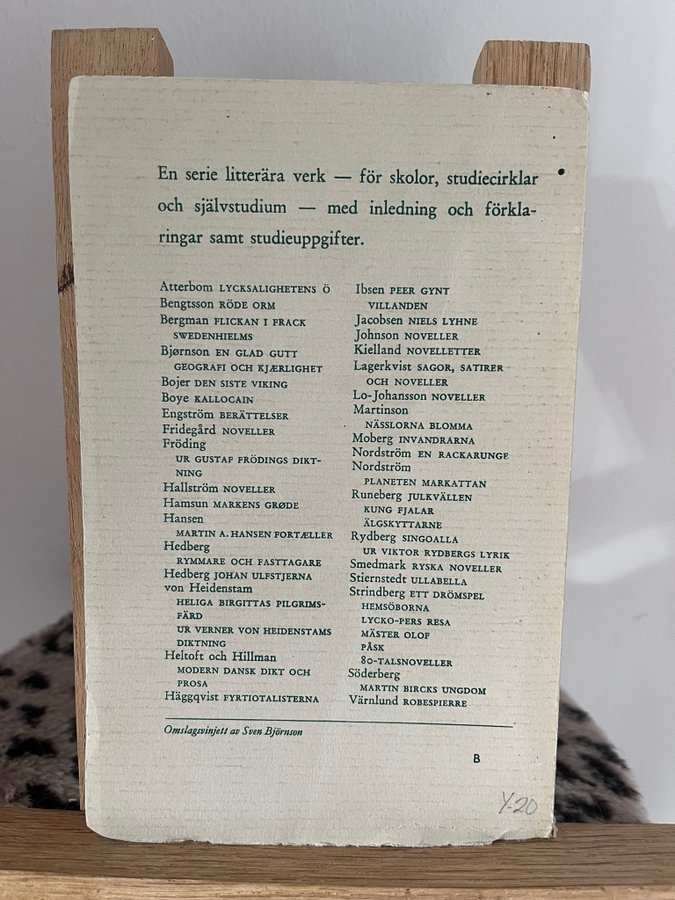 En serie litterära verk — för skolor, studiecirklar
och självstudium — med inledning och förkla-
ringar samt studieuppgifter.
Atterbom LYCKSALIGHETENS Ö
Bengtsson RÖDE ORM
Bergman FLICKAN I FRACK
SWEDENHIELMS
Bjørnson EN GLAD GUTT
GEOGRAFI OCH KJÆRLIGHET
Bojer DEN SISTE VIKING
Boye KALLOCAIN
Engström BERÄTTELSER
Fridegård NOVELLER
Fröding
UR GUSTAF FRÖDINGS DIKT-
NING
Hallström NOVELLER
Hamsun MARKENS GRØDE
Hansen
MARTIN A. HANSEN FORTÆLLER
Hedberg
RYMMARE OCH FASTTAGARE
Hedberg JOHAN ULFSTJERNA
von Heidenstam
HELIGA BIRGITTAS PILGRIMS-
FÄRD
UR VERNER VON HEIDENSTAMS
DIKTNING
Heltoft och Hillman
MODERN DANSK DIKT OCH
PROSA
Häggqvist FYRTIOTALISTERNA
Ibsen PEER GYNT
VILLANDEN
Jacobsen NIELS LYHNE
Johnson NOVELLER
Kielland NOVELLETTER
Lagerkvist SAGOR, SATIRER
OCH NOVELLER
Lo-Johansson NOVELLER
Martinson
NÄSSLORNA BLOMMA
Moberg INVANDRARNA
Nordström EN RACKARUNGE
Nordström
PLANETEN MARKATTAN
Runeberg JULKVÄLLEN
KUNG FJALAR
ÄLGSKYTTARNE
Rydberg SINGOALLA
UR VIKTOR RYDBERGS LYRIK
Smedmark RYSKA NOVELLER
Stiernstedt ULLABELLA
Strindberg ETT DRÖMSPEL
HEMSÖBORNA
LYCKO-PERS RESA
MÄSTER OLOF
PÅSK
80-TALSNOVELLER
Söderberg
MARTIN BIRCKS UNGDOM
Värnlund ROBESPIERRE
Omslagsvinjett av Sven Björnson
B
Y-20